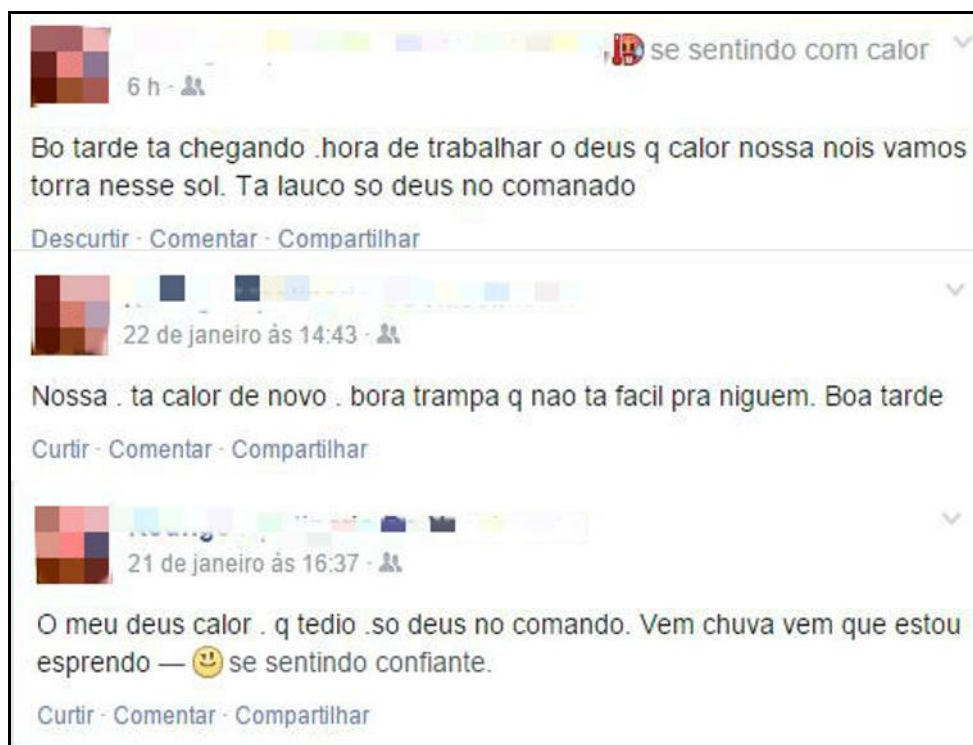 se sentindo com calor
6 h ·
Bo tarde ta chegando .hora de trabalhar o deus q calor nossa nois vamos
torra nesse sol. Ta lauco so deus no comanado
Descurtir · Comentar · Compartilhar
22 de janeiro às 14:43 ·
Nossa . ta calor de novo . bora trampa q nao ta facil pra niguem. Boa tarde
Curtir · Comentar · Compartilhar
21 de janeiro às 16:37 ·
O meu deus calor . q tedio .so deus no comando. Vem chuva vem que estou
esprendo — se sentindo confiante.
Curtir · Comentar · Compartilhar